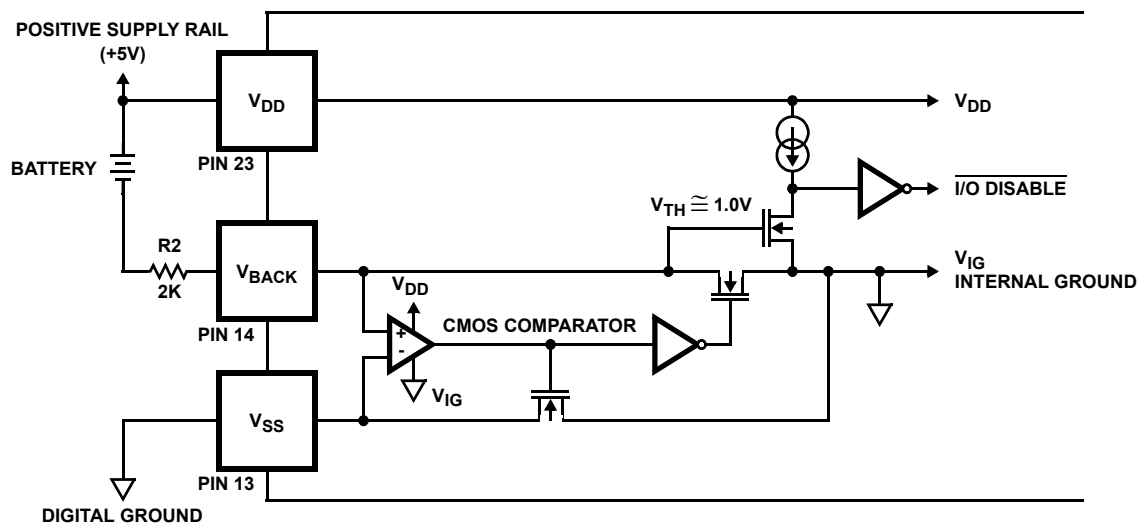 POSITIVE SUPPLY RAIL
(+5V)
VDD
PIN 23
BATTERY
R2
2K
VBACK
PIN 14
VSS
PIN 13
DIGITAL GROUND
VDD
+
-
VIG
CMOS COMPARATOR
VTH ≅ 1.0V
VDD
I/O DISABLE
VIG
INTERNAL GROUND